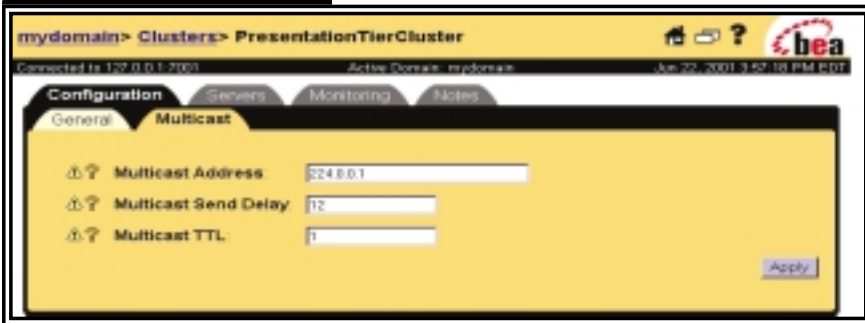 mydomain> Clusters> PresentationTierCluster
?
bea
Connected to 127.0.0.1:7001 Active Domain: mydomain Jun 22, 2001 3:57:18 PM EDT
Configuration Servers Monitoring Notes
General Multicast
? Multicast Address: 224.0.0.1
? Multicast Send Delay: 12
? Multicast TTL: 1
Apply